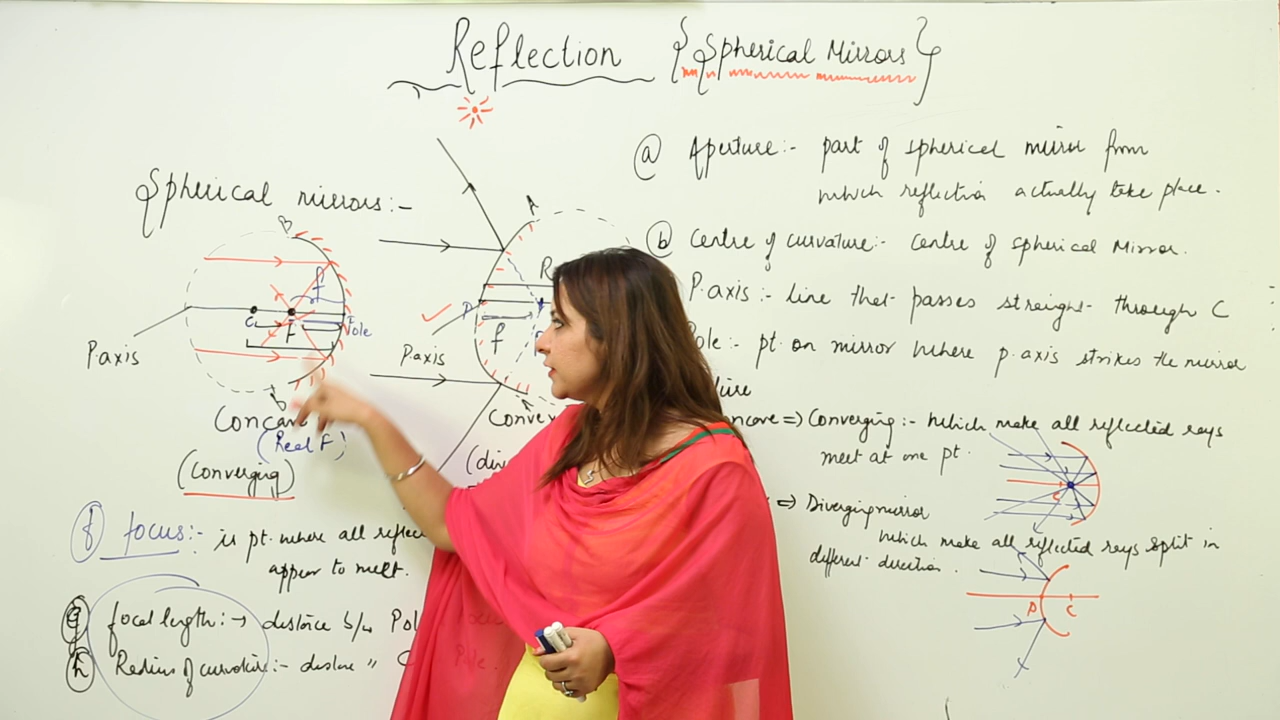 Reflection {Spherical Mirrors}
{Spherical mirrors:-
B
f
C
F
Pole
P axis
b
Concave
(Real F)
(Converging)
A
R
P
f
P axis
A
Convex
(dive
(a) Aperture:- part of spherical mirror from
which reflection actually take place.
(b) Centre of curvature:- Centre of spherical Mirror.
P.axis:- Line that passes straight through C
Pole:- pt. on mirror where p.axis strikes the mirror
=> Converging:- which make all reflected rays
meet at one pt.
C
=> Diverging mirror
which make all reflected rays split in
different direction.
P C
(f) focus:- is pt. where all reflec
appear to meet.
(g) focal length:→ distance b/w Pol
(h) Radius of curvature:- distance " C Pole.